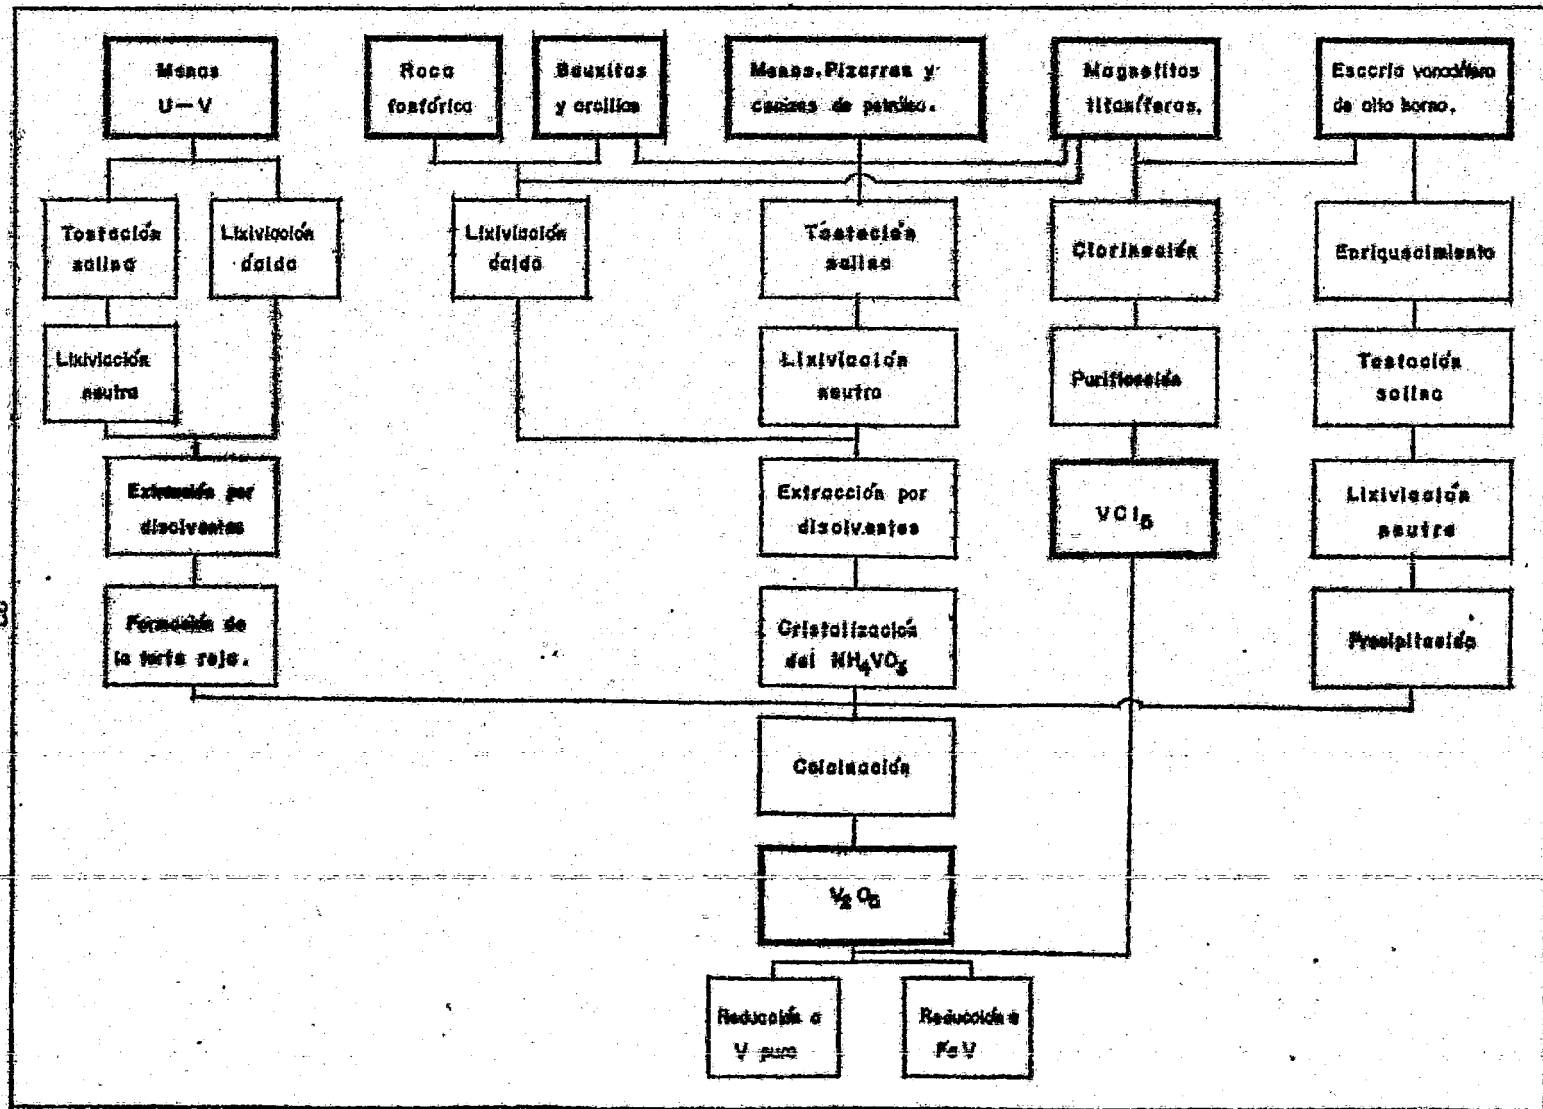 Menas
U-V
Roca
fosfórica
Bauxitas
y arcillas
Menas, Pizarras y
cenizas de petróleo.
Magnetitas
titaníferas.
Escoria vanadífera
de alto horno.
Tostación
salina
Lixiviación
ácida
Lixiviación
ácida
Tostación
salina
Clorinación
Enriquecimiento
Lixiviación
neutra
Lixiviación
neutra
Purificación
Tostación
salina
Extracción por
disolventes
Extracción por
disolventes
VCl5
Lixiviación
neutra
Formación de
la torta roja.
Cristalización
del NH4VO3
Precipitación
Calcinación
V2O5
Reducción a
V puro
Reducción a
FeV